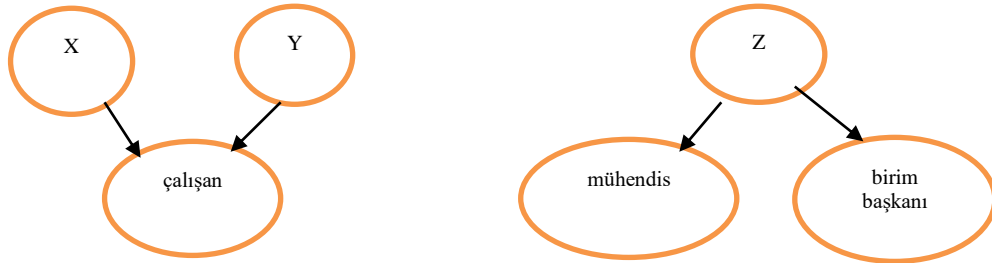 X
Y
Z
çalışan
mühendis
birim
başkanı